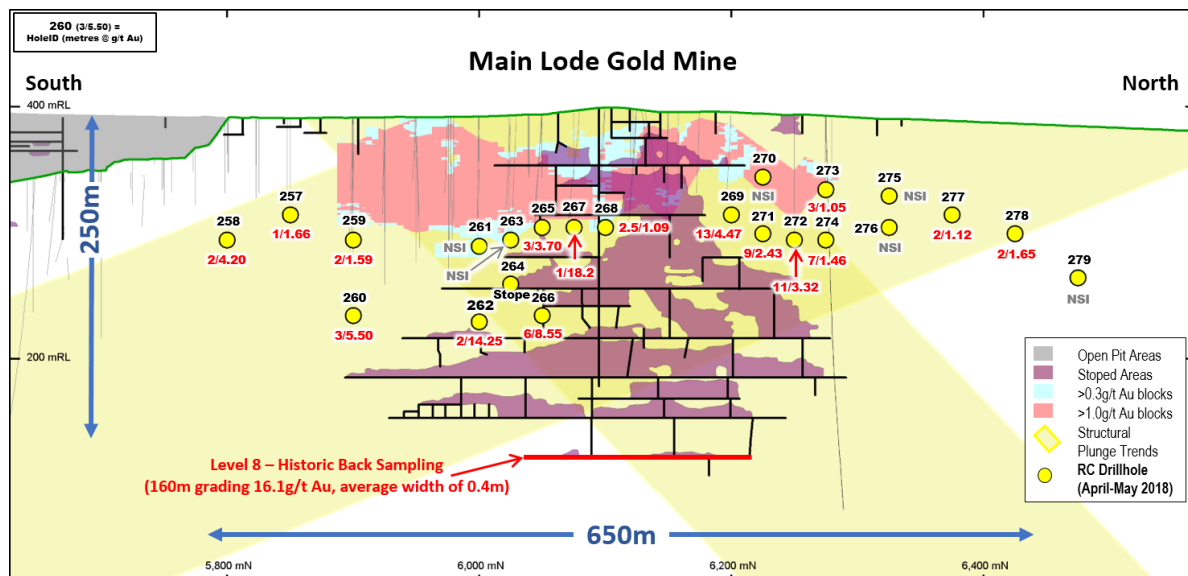 260 (3/5.50) =
HoleID (metres @ g/t Au)
Main Lode Gold Mine
South
North
400 mRL
250m
270
NSI
273
3/1.05
275
NSI
257
1/1.66
258
2/4.20
259
2/1.59
261
NSI
263
NSI
265
3/3.70
267
1/18.2
268
2.5/1.09
269
13/4.47
271
9/2.43
272
11/3.32
274
7/1.46
276
NSI
277
2/1.12
278
2/1.65
279
NSI
264
Stope
260
3/5.50
262
2/14.25
266
6/8.55
200 mRL
Open Pit Areas
Stoped Areas
>0.3g/t Au blocks
>1.0g/t Au blocks
Structural
Plunge Trends
RC Drillhole
(April-May 2018)
Level 8 – Historic Back Sampling
(160m grading 16.1g/t Au, average width of 0.4m)
650m
5,800 mN
6,000 mN
6,200 mN
6,400 mN